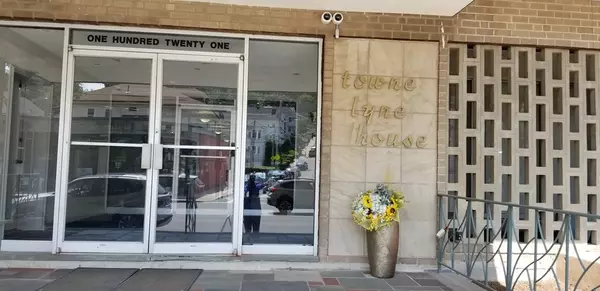 ONE HUNDRED TWENTY ONE
towne
lyne
house